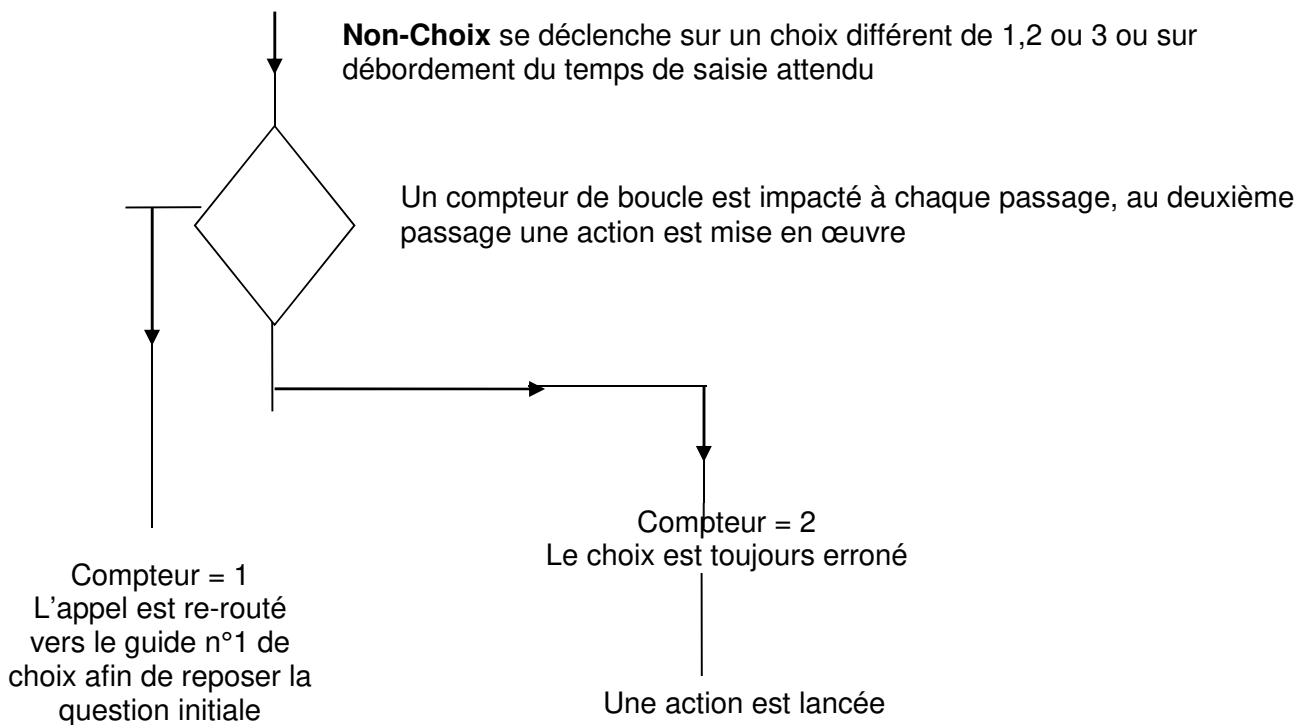 Non-Choix se déclenche sur un choix différent de 1,2 ou 3 ou sur
débordement du temps de saisie attendu
Un compteur de boucle est impacté à chaque passage, au deuxième
passage une action est mise en œuvre
Compteur = 2
Le choix est toujours erroné
Compteur = 1
L'appel est re-routé
vers le guide n°1 de
choix afin de reposer la
question initiale
Une action est lancée